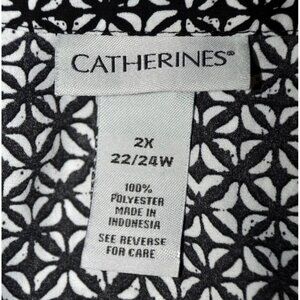 CATHERINES®
2X
22/24W
100%
POLYESTER
MADE IN
INDONESIA
SEE REVERSE
FOR CARE